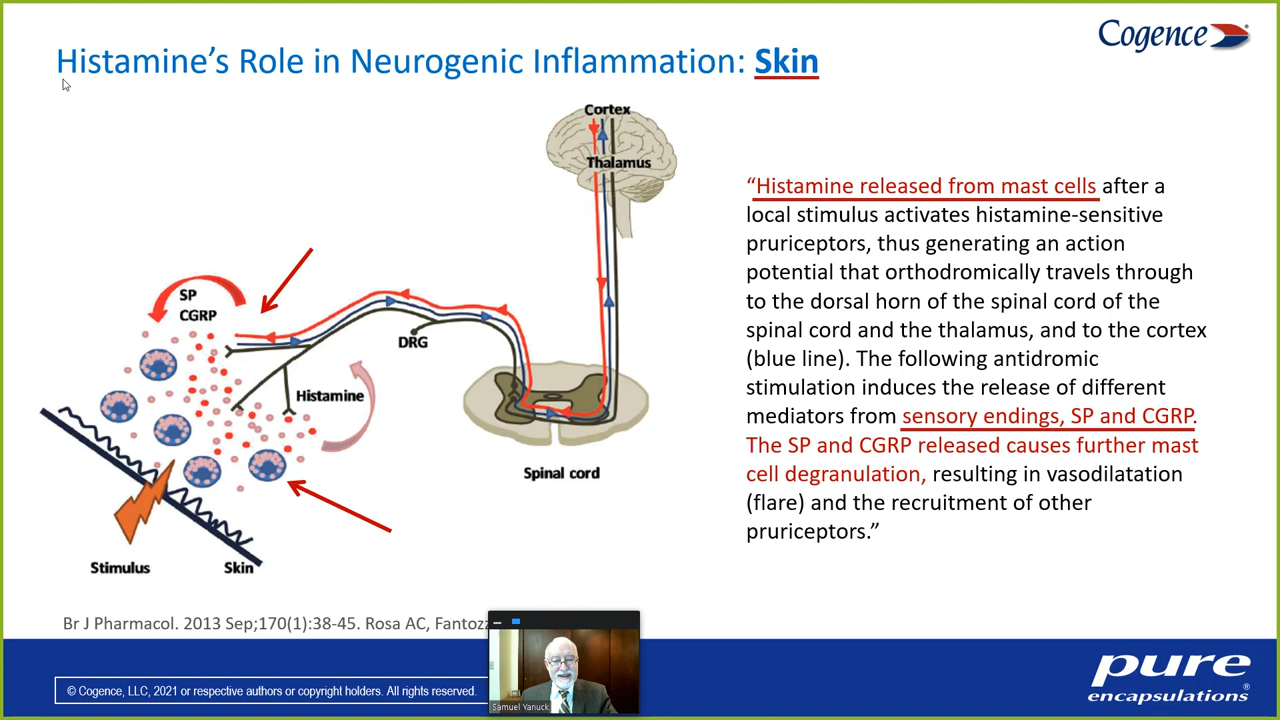 Cogence
Histamine's Role in Neurogenic Inflammation: Skin
Cortex
Thalamus
SP
CGRP
DRG
Histamine
Spinal cord
Stimulus
Skin
“Histamine released from mast cells after a
local stimulus activates histamine-sensitive
pruriceptors, thus generating an action
potential that orthodromically travels through
to the dorsal horn of the spinal cord of the
spinal cord and the thalamus, and to the cortex
(blue line). The following antidromic
stimulation induces the release of different
mediators from sensory endings, SP and CGRP.
The SP and CGRP released causes further mast
cell degranulation, resulting in vasodilatation
(flare) and the recruitment of other
pruriceptors.”
Br J Pharmacol. 2013 Sep;170(1):38-45. Rosa AC, Fantozz
© Cogence, LLC, 2021 or respective authors or copyright holders. All rights reserved.
Samuel Yanuck
pure
encapsulations®